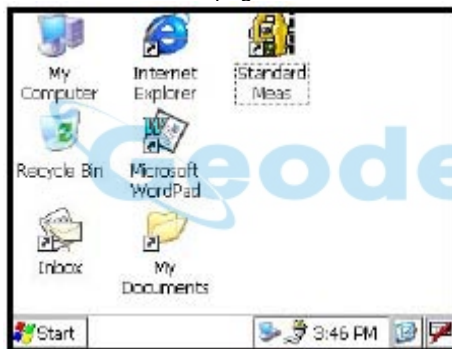 My Computer
Internet Explorer
Standard Meas
Recycle Bin
Microsoft WordPad
Inbox
My Documents
Geode
Start
3:46 PM